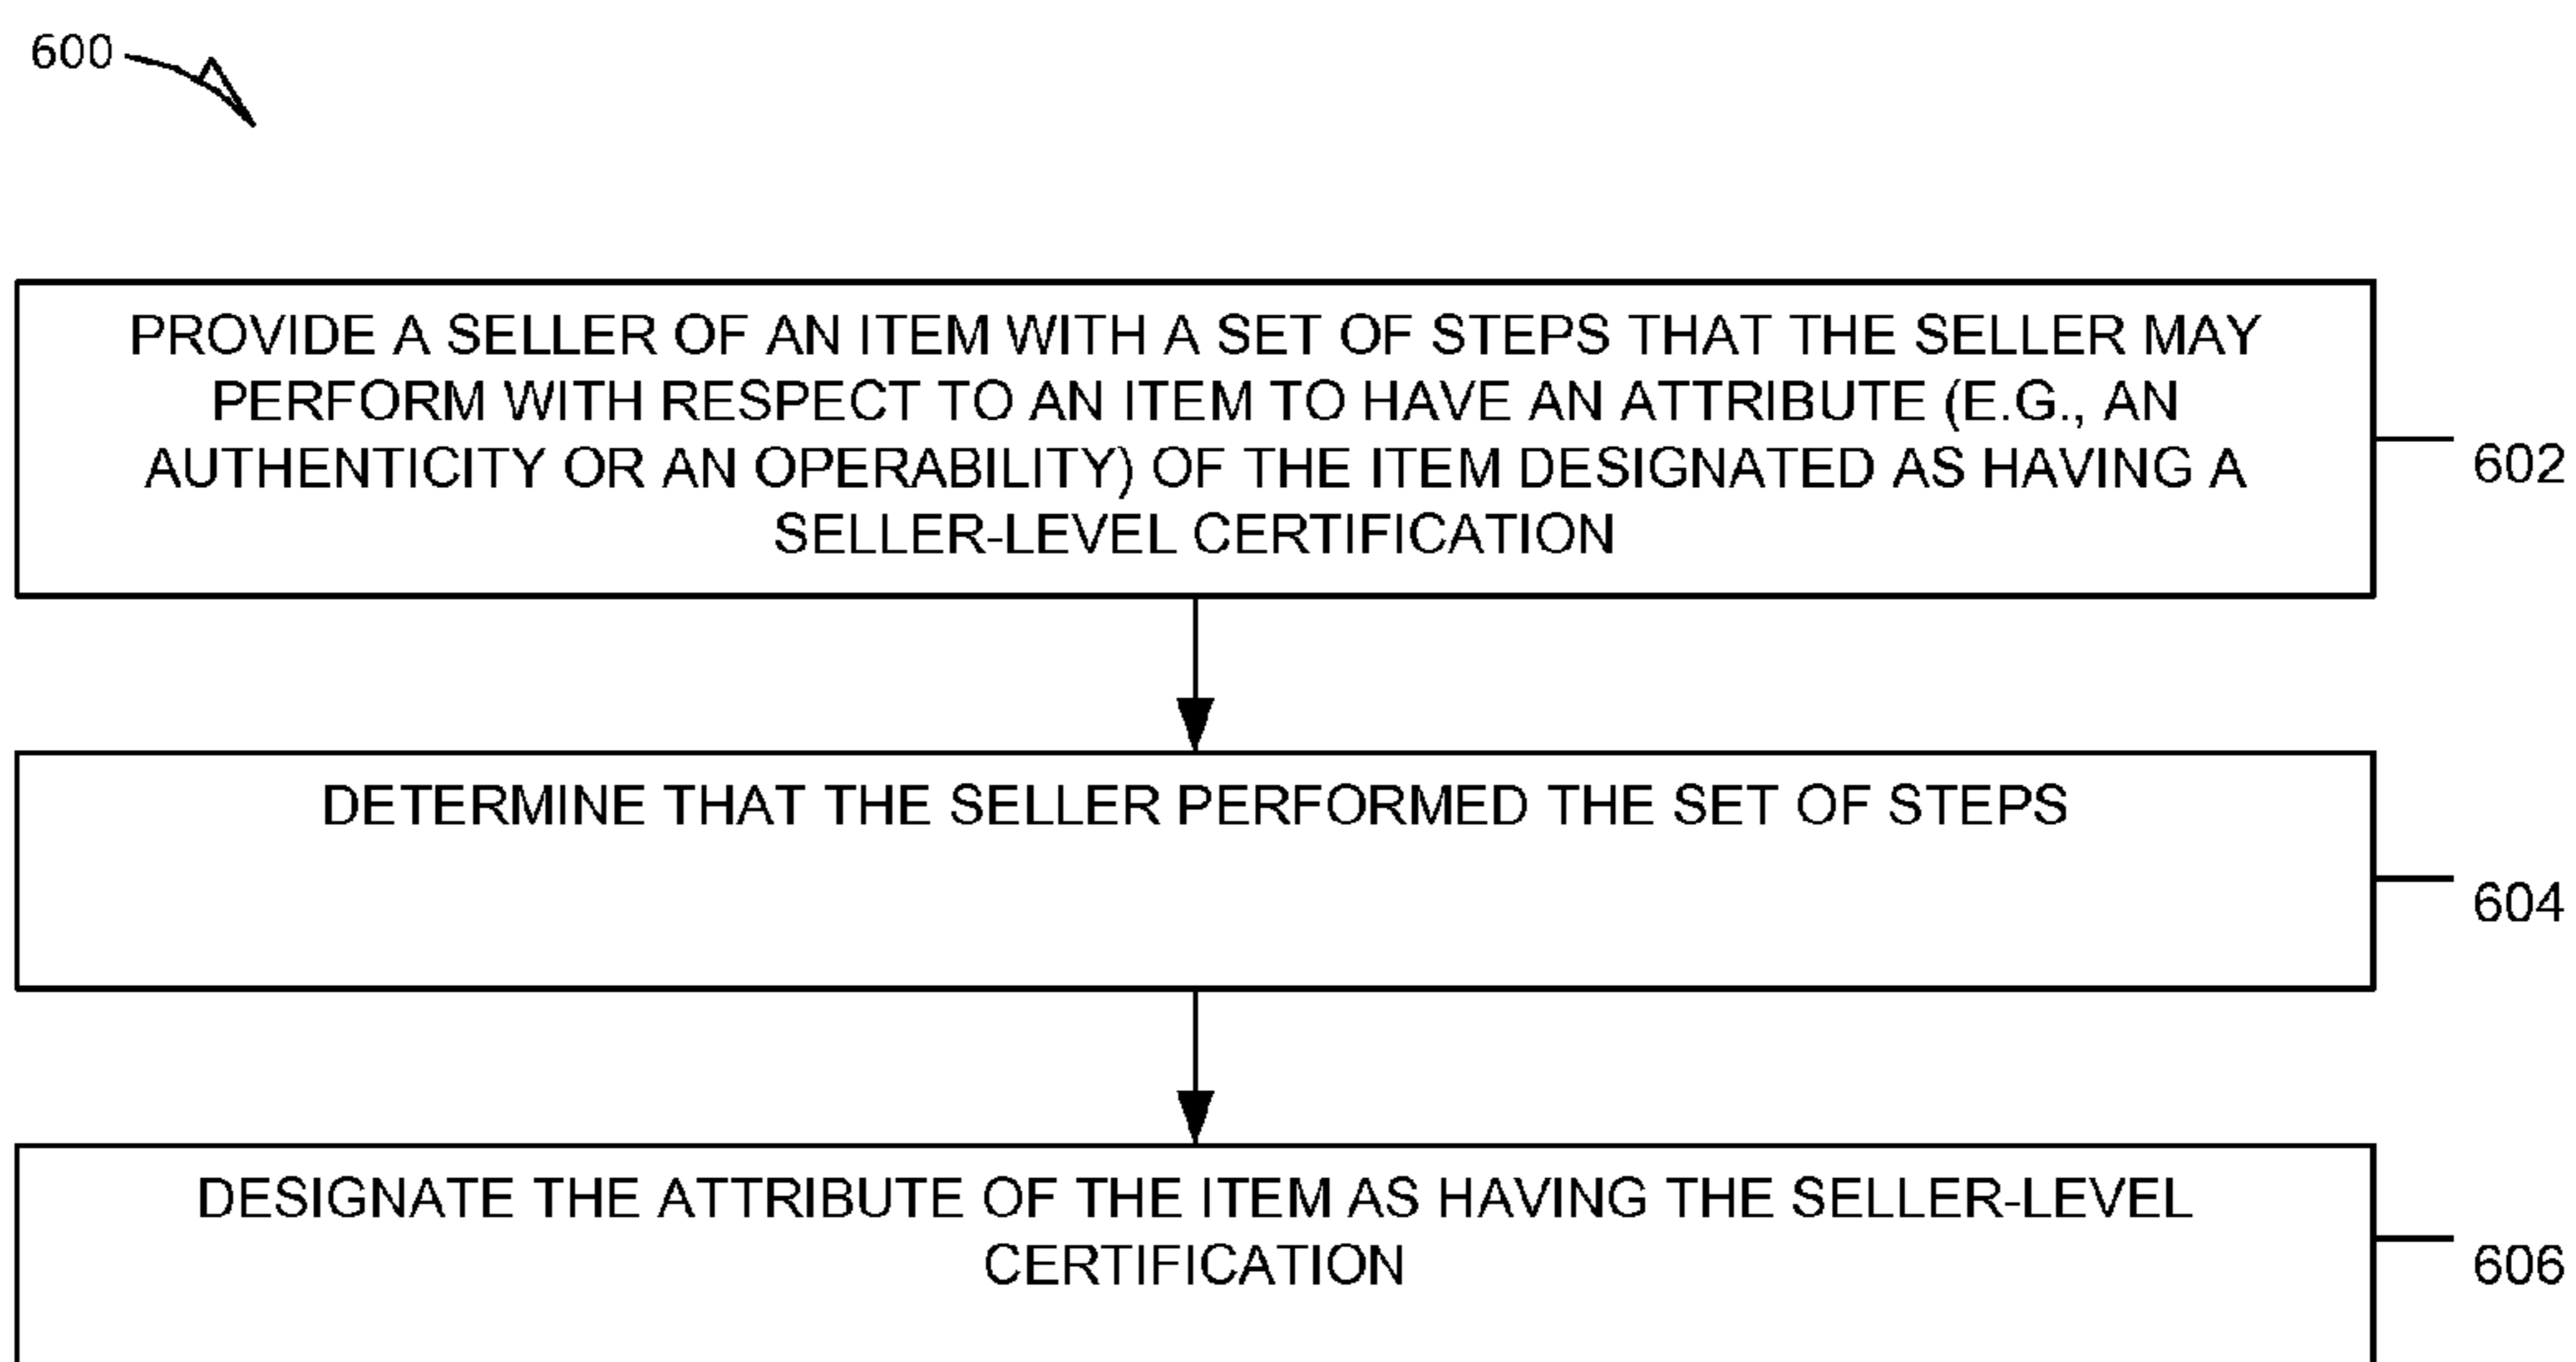 600
PROVIDE A SELLER OF AN ITEM WITH A SET OF STEPS THAT THE SELLER MAY
PERFORM WITH RESPECT TO AN ITEM TO HAVE AN ATTRIBUTE (E.G., AN
AUTHENTICITY OR AN OPERABILITY) OF THE ITEM DESIGNATED AS HAVING A
SELLER-LEVEL CERTIFICATION
602
DETERMINE THAT THE SELLER PERFORMED THE SET OF STEPS
604
DESIGNATE THE ATTRIBUTE OF THE ITEM AS HAVING THE SELLER-LEVEL
CERTIFICATION
606